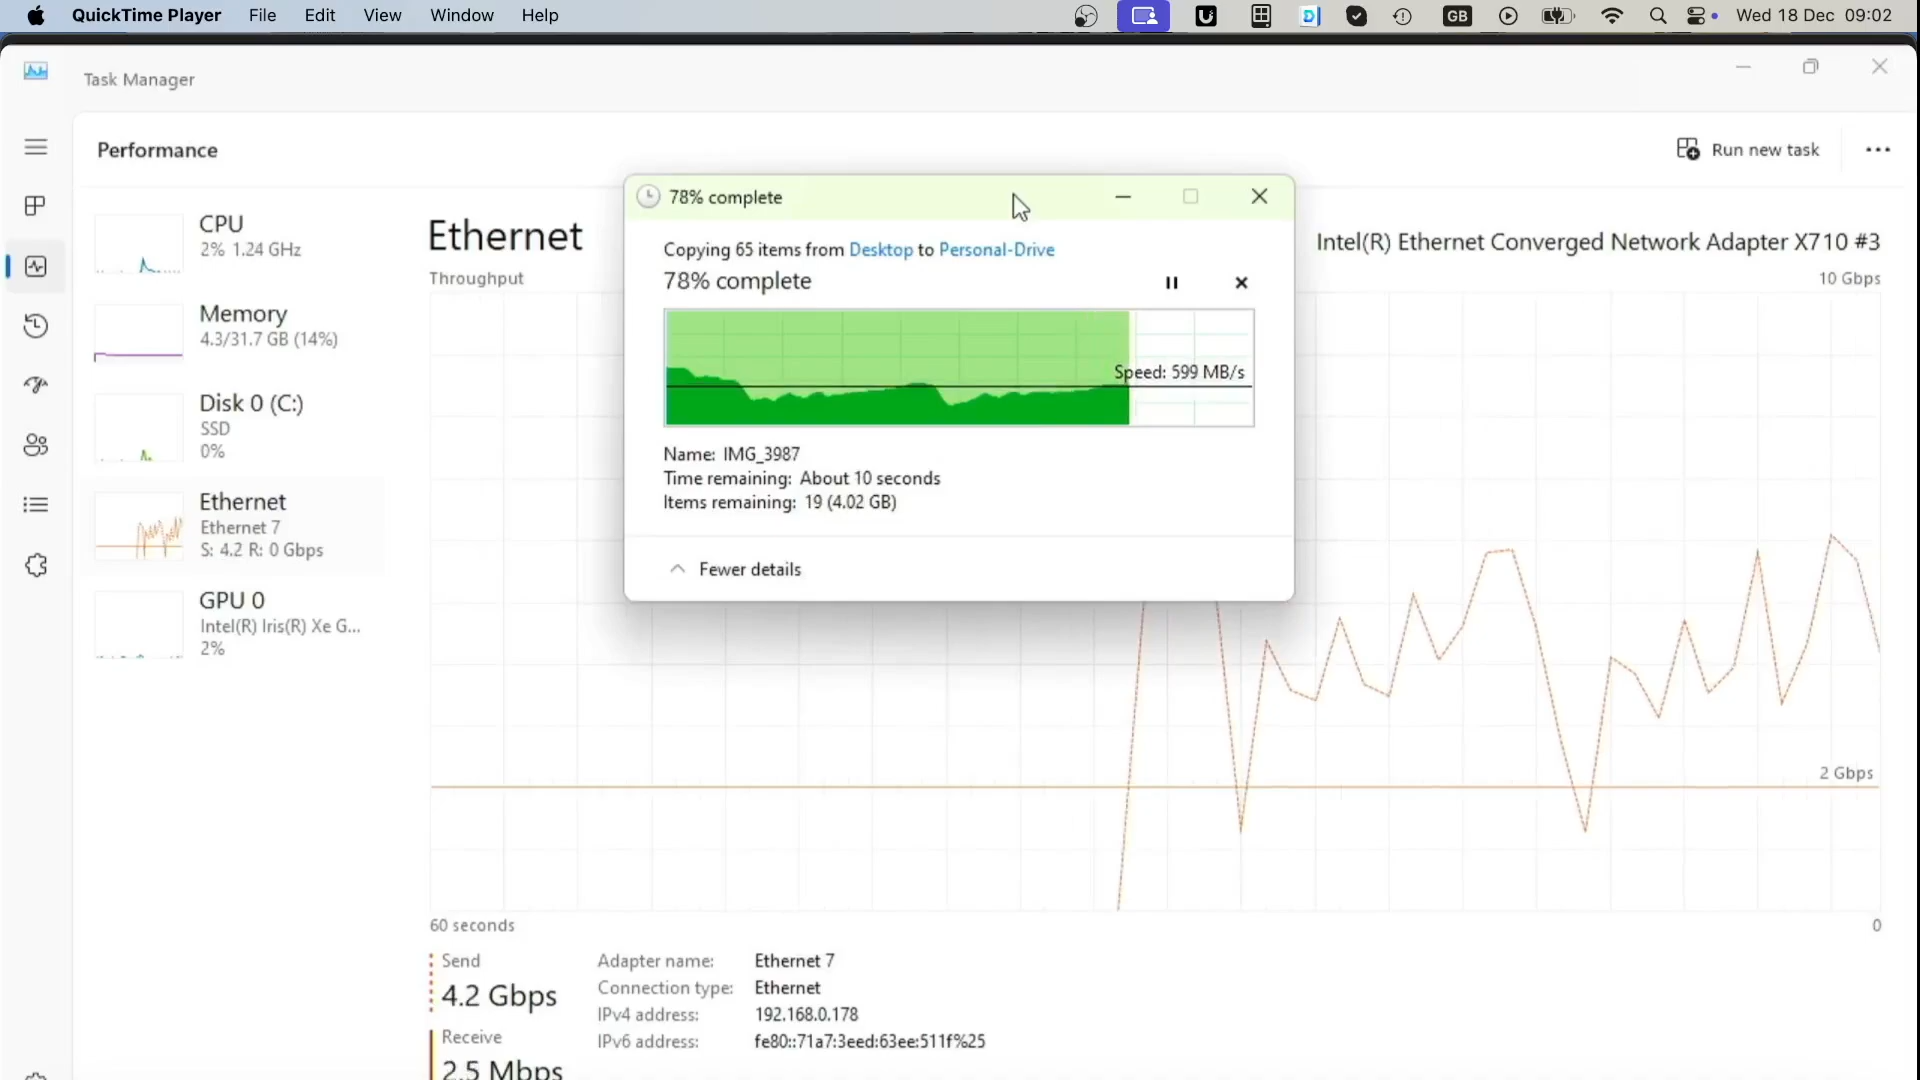 QuickTime Player File Edit View Window Help GB Wed 18 Dec 09:02
Task Manager
Performance
Run new task
CPU
2% 1.24 GHz
Memory
4.3/31.7 GB (14%)
Disk 0 (C:)
SSD
0%
Ethernet
Ethernet 7
S: 4.2 R: 0 Gbps
GPU 0
Intel(R) Iris(R) Xe G...
2%
Ethernet
Intel(R) Ethernet Converged Network Adapter X710 #3
Throughput
10 Gbps
78% complete
Copying 65 items from Desktop to Personal-Drive
78% complete
Speed: 599 MB/s
Name: IMG_3987
Time remaining: About 10 seconds
Items remaining: 19 (4.02 GB)
Fewer details
2 Gbps
60 seconds
0
Send
4.2 Gbps
Receive
2.5 Mbps
Adapter name: Ethernet 7
Connection type: Ethernet
IPv4 address: 192.168.0.178
IPv6 address: fe80::71a7:3eed:63ee:511f%25